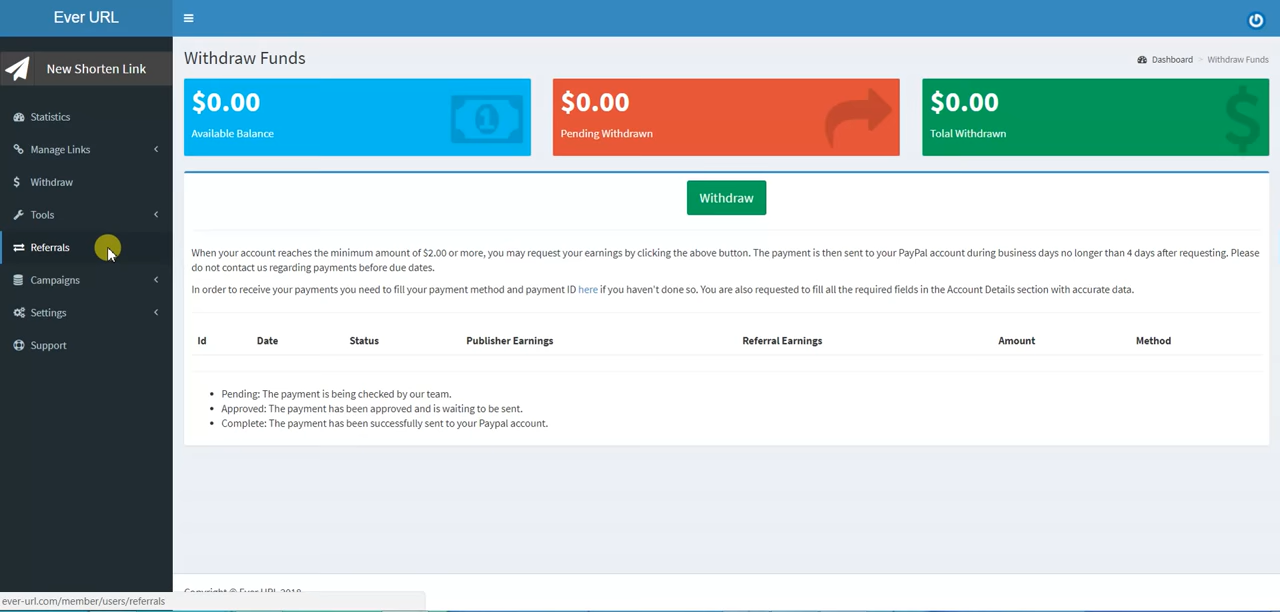 Ever URL
New Shorten Link
Statistics
Manage Links
Withdraw
Tools
Referrals
Campaigns
Settings
Support
Withdraw Funds
Dashboard > Withdraw Funds
$0.00
Available Balance
$0.00
Pending Withdrawn
$0.00
Tolal Withdrawn
Withdraw
When your account reaches the minimum amount of $2.00 or more, you may request your earnings by clicking the above button. The payment is then sent to your PayPal account during business days no longer than 4 days after requesting. Please
do not contact us regarding payments before due dates.
In order to receive your payments you need to fill your payment method and payment ID here if you haven't done so. You are also requested to fill all the required fields in the Account Details section with accurate data.
Id Date Status Publisher Earnings Referral Earnings Amount Method
• Pending: The payment is being checked by our team.
• Approved: The payment has been approved and is waiting to be sent.
• Complete: The payment has been successfully sent to your Paypal account.
Copyright © Ever URL 2018
ever-url.com/member/users/referrals